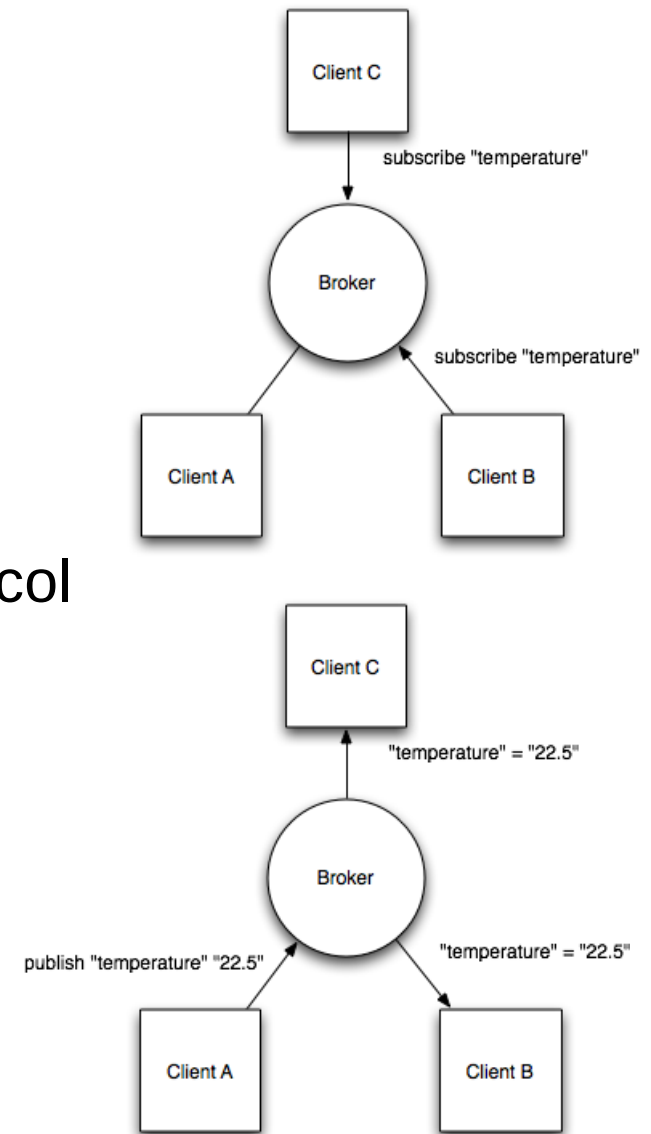 Client C
subscribe "temperature"
Broker
subscribe "temperature"
Client A
Client B
col
Client C
"temperature" = "22.5"
Broker
publish "temperature" "22.5"
"temperature" = "22.5"
Client A
Client B